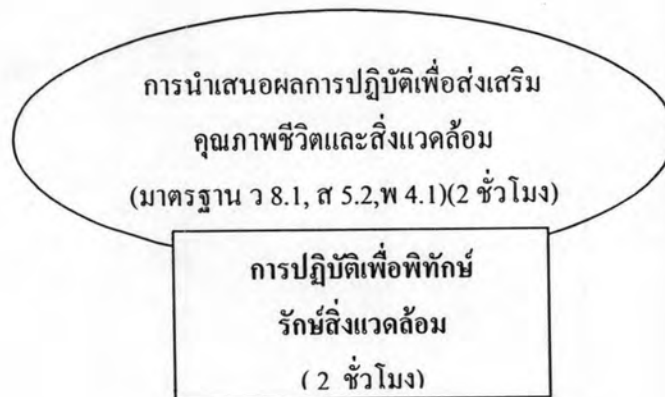 การนำเสนอผลการปฏิบัติเพื่อส่งเสริม
คุณภาพชีวิตและสิ่งแวดล้อม
(มาตรฐาน ว 8.1, ส 5.2,พ 4.1)(2 ชั่วโมง)
การปฏิบัติเพื่อพิทักษ์
รักษ์สิ่งแวดล้อม
( 2 ชั่วโมง)